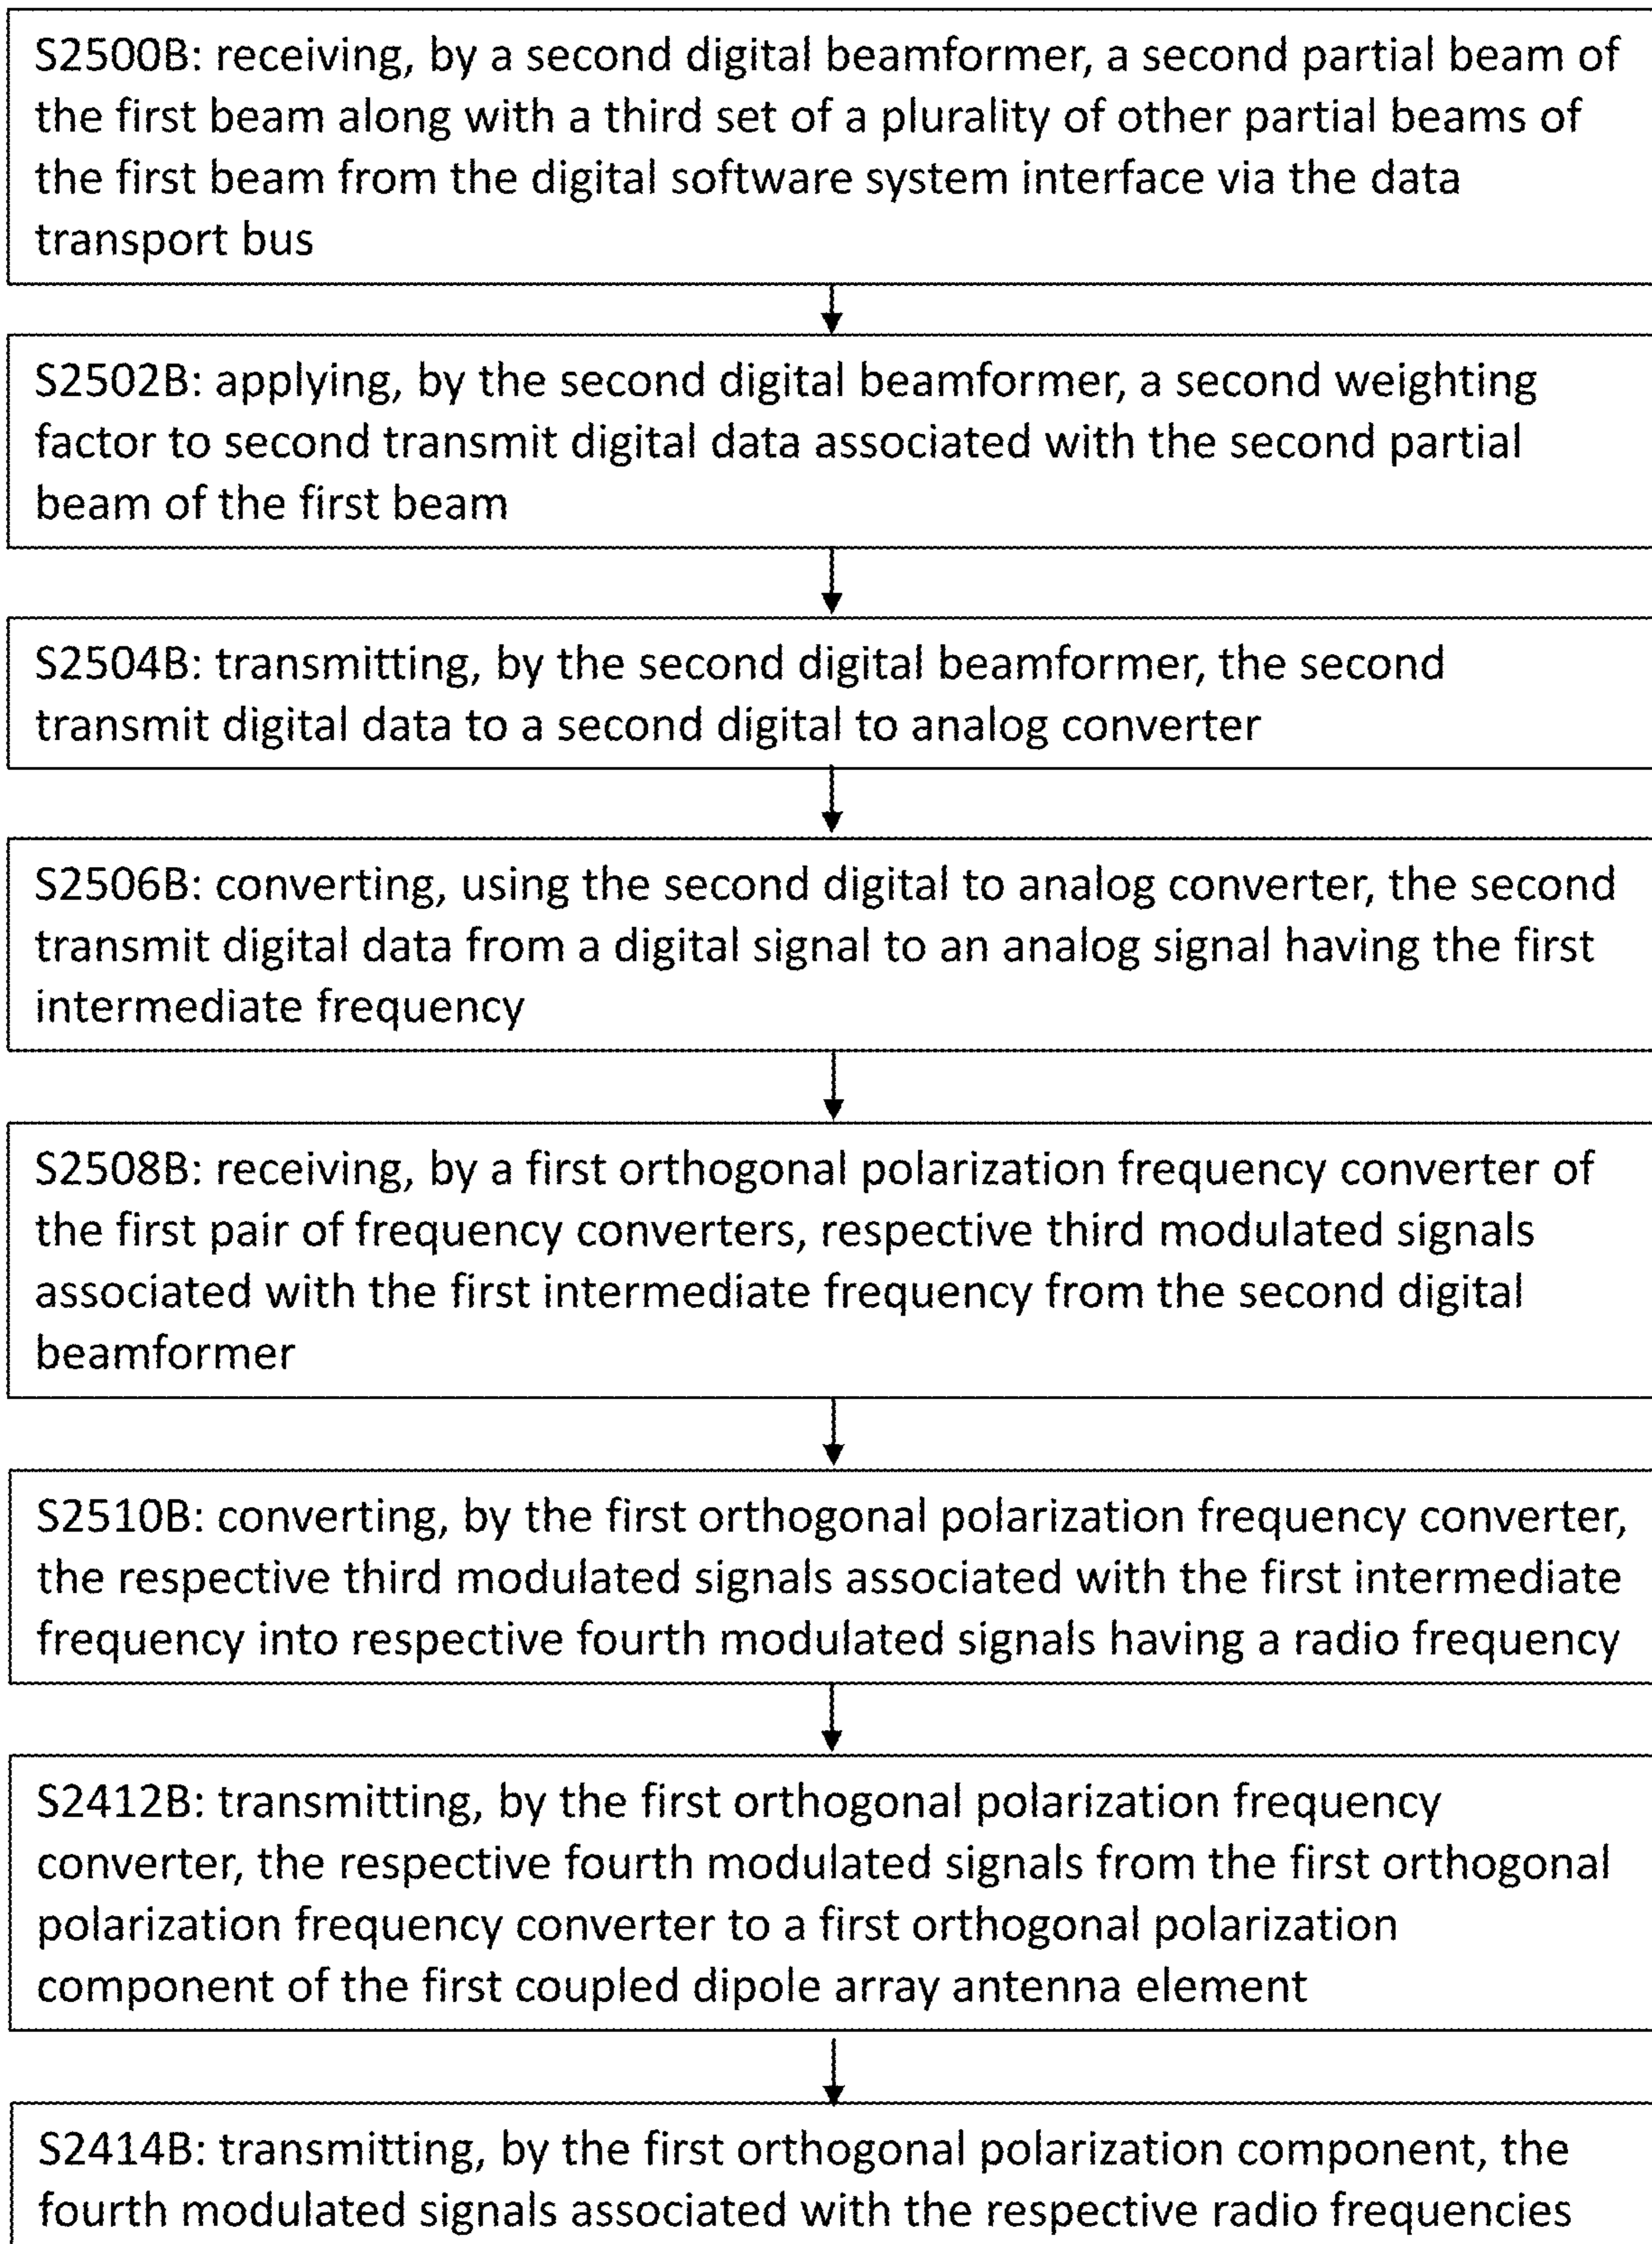 S2500B: receiving, by a second digital beamformer, a second partial beam of
the first beam along with a third set of a plurality of other partial beams of
the first beam from the digital software system interface via the data
transport bus
S2502B: applying, by the second digital beamformer, a second weighting
factor to second transmit digital data associated with the second partial
beam of the first beam
S2504B: transmitting, by the second digital beamformer, the second
transmit digital data to a second digital to analog converter
S2506B: converting, using the second digital to analog converter, the second
transmit digital data from a digital signal to an analog signal having the first
intermediate frequency
S2508B: receiving, by a first orthogonal polarization frequency converter of
the first pair of frequency converters, respective third modulated signals
associated with the first intermediate frequency from the second digital
beamformer
S2510B: converting, by the first orthogonal polarization frequency converter,
the respective third modulated signals associated with the first intermediate
frequency into respective fourth modulated signals having a radio frequency
S2412B: transmitting, by the first orthogonal polarization frequency
converter, the respective fourth modulated signals from the first orthogonal
polarization frequency converter to a first orthogonal polarization
component of the first coupled dipole array antenna element
S2414B: transmitting, by the first orthogonal polarization component, the
fourth modulated signals associated with the respective radio frequencies